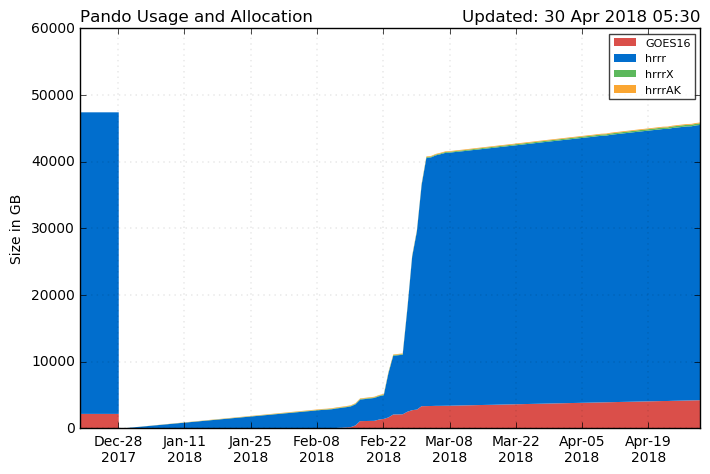 Pando Usage and Allocation Updated: 30 Apr 2018 05:30
60000
50000
40000
30000
20000
10000
0
Size in GB
GOES16
hrrr
hrrrX
hrrrAK
Dec-28 Jan-11 Jan-25 Feb-08 Feb-22 Mar-08 Mar-22 Apr-05 Apr-19
2017 2018 2018 2018 2018 2018 2018 2018 2018